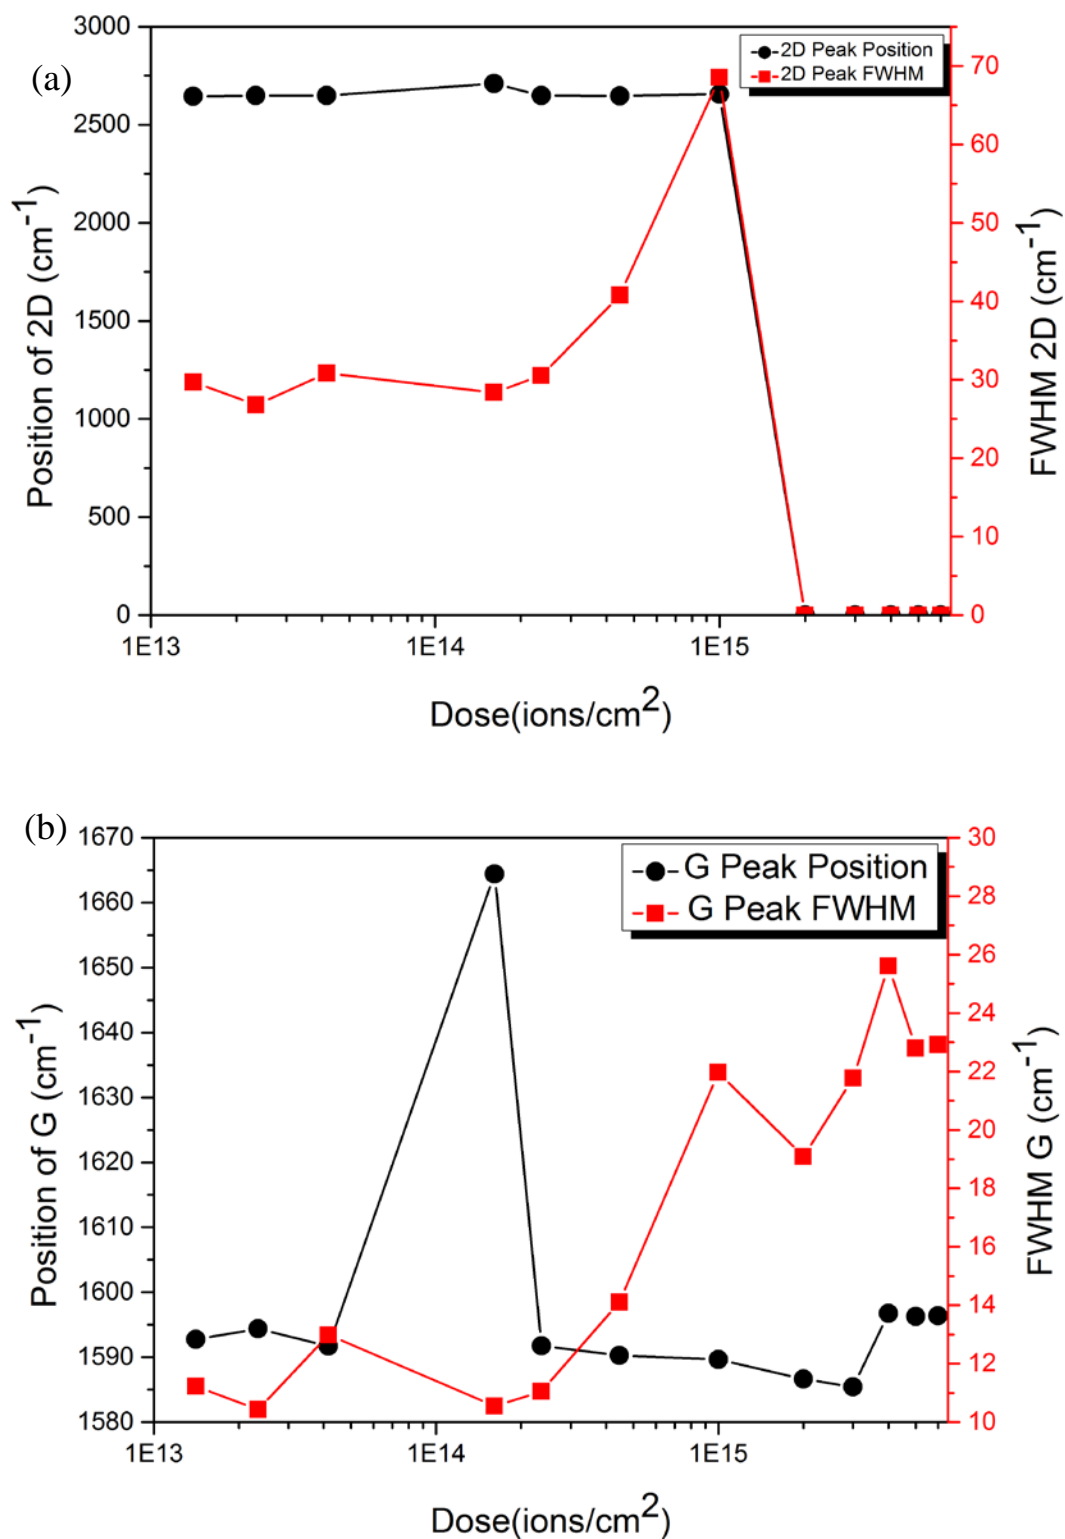 (a)
2D Peak Position
2D Peak FWHM
3000
2500
2000
1500
1000
500
0
Position of 2D (cm⁻¹)
70
60
50
40
30
20
10
0
FWHM 2D (cm⁻¹)
1E13 1E14 1E15
Dose(ions/cm²)
(b)
G Peak Position
G Peak FWHM
1670
1660
1650
1640
1630
1620
1610
1600
1590
1580
Position of G (cm⁻¹)
30
28
26
24
22
20
18
16
14
12
10
FWHM G (cm⁻¹)
1E13 1E14 1E15
Dose(ions/cm²)